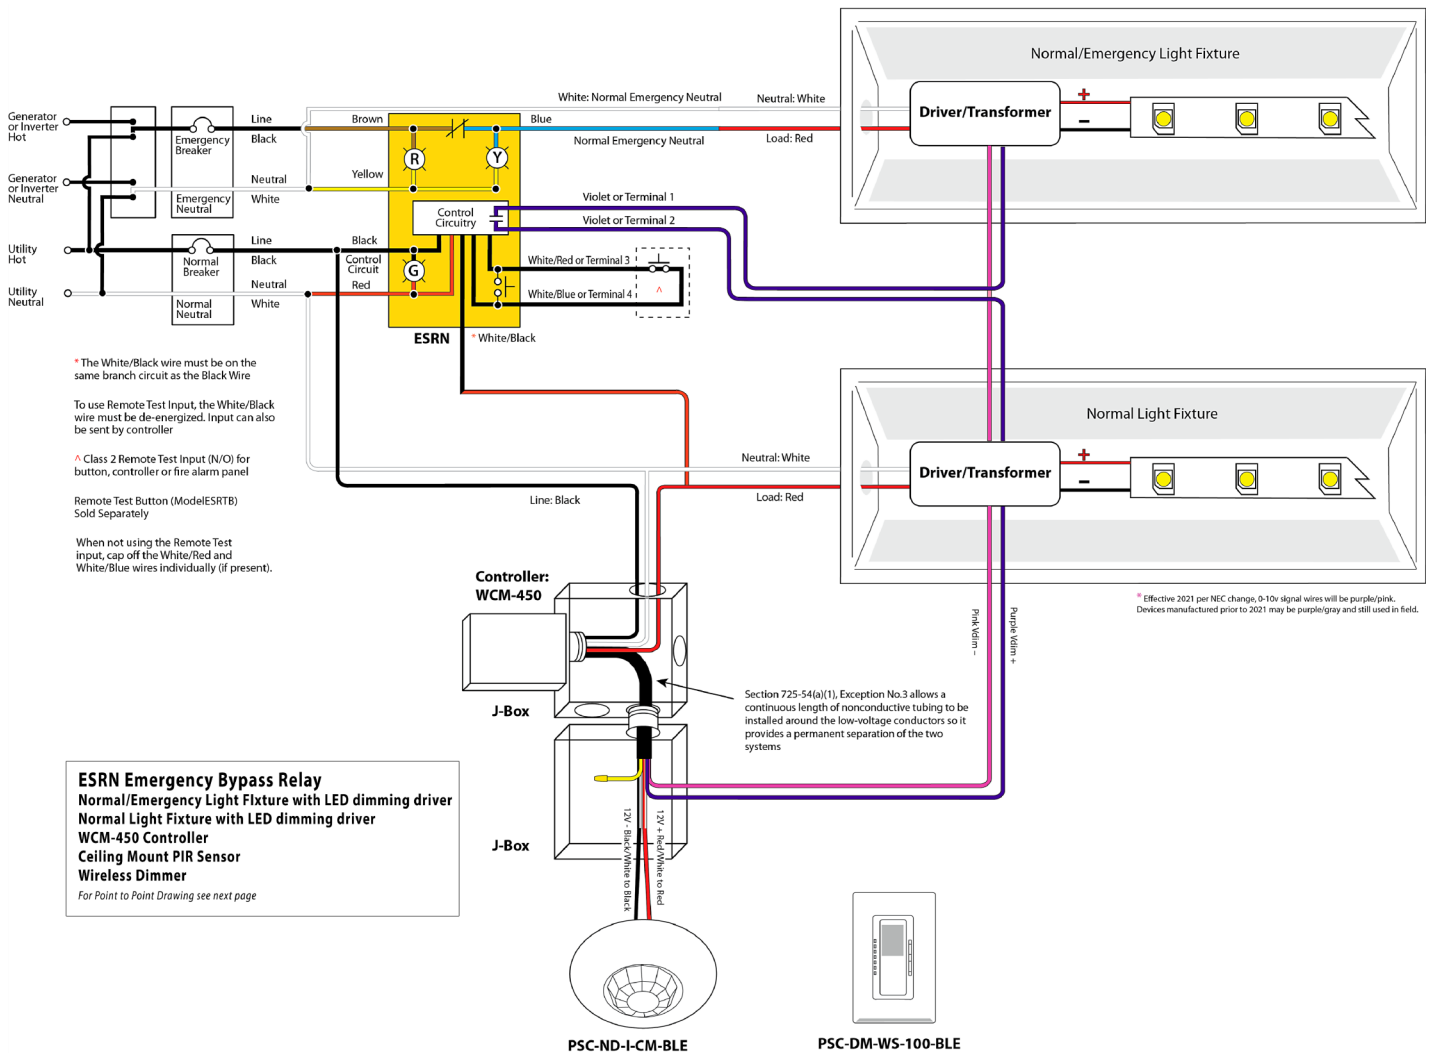 Normal/Emergency Light Fixture
White: Normal Emergency Neutral
Neutral: White
Driver/Transformer
+
−
Generator
or Inverter
Hot
Line
Black
Emergency
Breaker
Brown
Blue
Normal Emergency Neutral
Load: Red
R
Y
Generator
or Inverter
Neutral
Neutral
White
Emergency
Neutral
Yellow
Control
Circuitry
Violet or Terminal 1
Violet or Terminal 2
Utility
Hot
Line
Black
Normal
Breaker
Black
Control
Circuit
Red
G
White/Red or Terminal 3
White/Blue or Terminal 4
^
Utility
Neutral
Neutral
White
Normal
Neutral
ESRN
* White/Black
* The White/Black wire must be on the
same branch circuit as the Black Wire
To use Remote Test Input, the White/Black
wire must be de-energized. Input can also
be sent by controller
^ Class 2 Remote Test Input (N/O) for
button, controller or fire alarm panel
Remote Test Button (ModelESRTB)
Sold Separately
When not using the Remote Test
input, cap off the White/Red and
White/Blue wires individually (if present).
Normal Light Fixture
Neutral: White
Driver/Transformer
+
−
Line: Black
Load: Red
* Effective 2021 per NEC change, 0-10v signal wires will be purple/pink.
Devices manufactured prior to 2021 may be purple/gray and still used in field.
Pink Vdim −
Purple Vdim +
Controller:
WCM-450
J-Box
Section 725-54(a)(1), Exception No.3 allows a
continuous length of nonconductive tubing to be
installed around the low-voltage conductors so it
provides a permanent separation of the two
systems
J-Box
12V - Black/White to Black
12V + Red/White to Red
ESRN Emergency Bypass Relay
Normal/Emergency Light FIxture with LED dimming driver
Normal Light Fixture with LED dimming driver
WCM-450 Controller
Ceiling Mount PIR Sensor
Wireless Dimmer
For Point to Point Drawing see next page
PSC-ND-I-CM-BLE
PSC-DM-WS-100-BLE